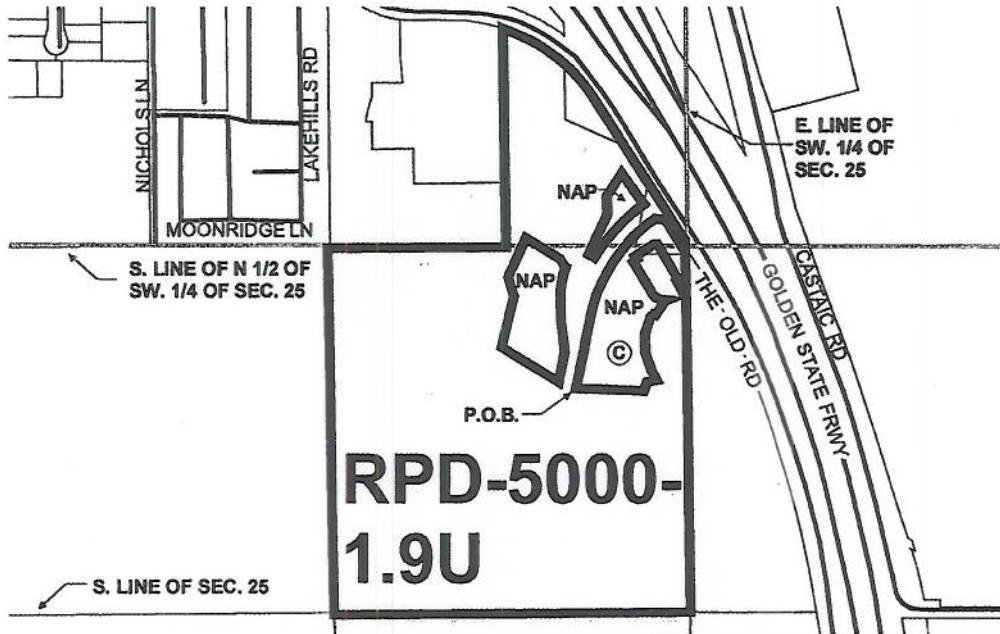 NICHOLS LN
LAKEHILLS RD
E. LINE OF
SW. 1/4 OF
SEC. 25
NAP
MOONRIDGE LN
S. LINE OF N 1/2 OF
SW. 1/4 OF SEC. 25
NAP
NAP
C
THE OLD RD
GOLDEN STATE FRWY
CASTAIC RD
P.O.B.
RPD-5000-
1.9U
S. LINE OF SEC. 25